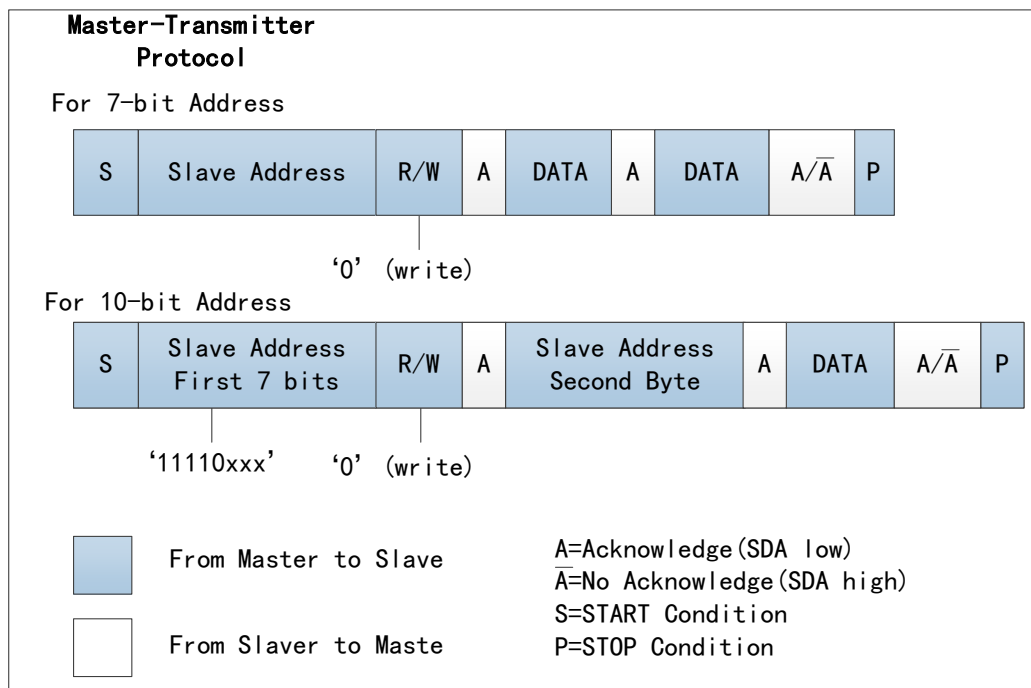 Master-Transmitter
Protocol
For 7-bit Address
S Slave Address R/W A DATA A DATA A/A̅ P
‘0’ (write)
For 10-bit Address
S Slave Address First 7 bits R/W A Slave Address Second Byte A DATA A/A̅ P
‘11110xxx’ ‘0’ (write)
From Master to Slave
From Slaver to Maste
A=Acknowledge(SDA low)
A̅=No Acknowledge(SDA high)
S=START Condition
P=STOP Condition